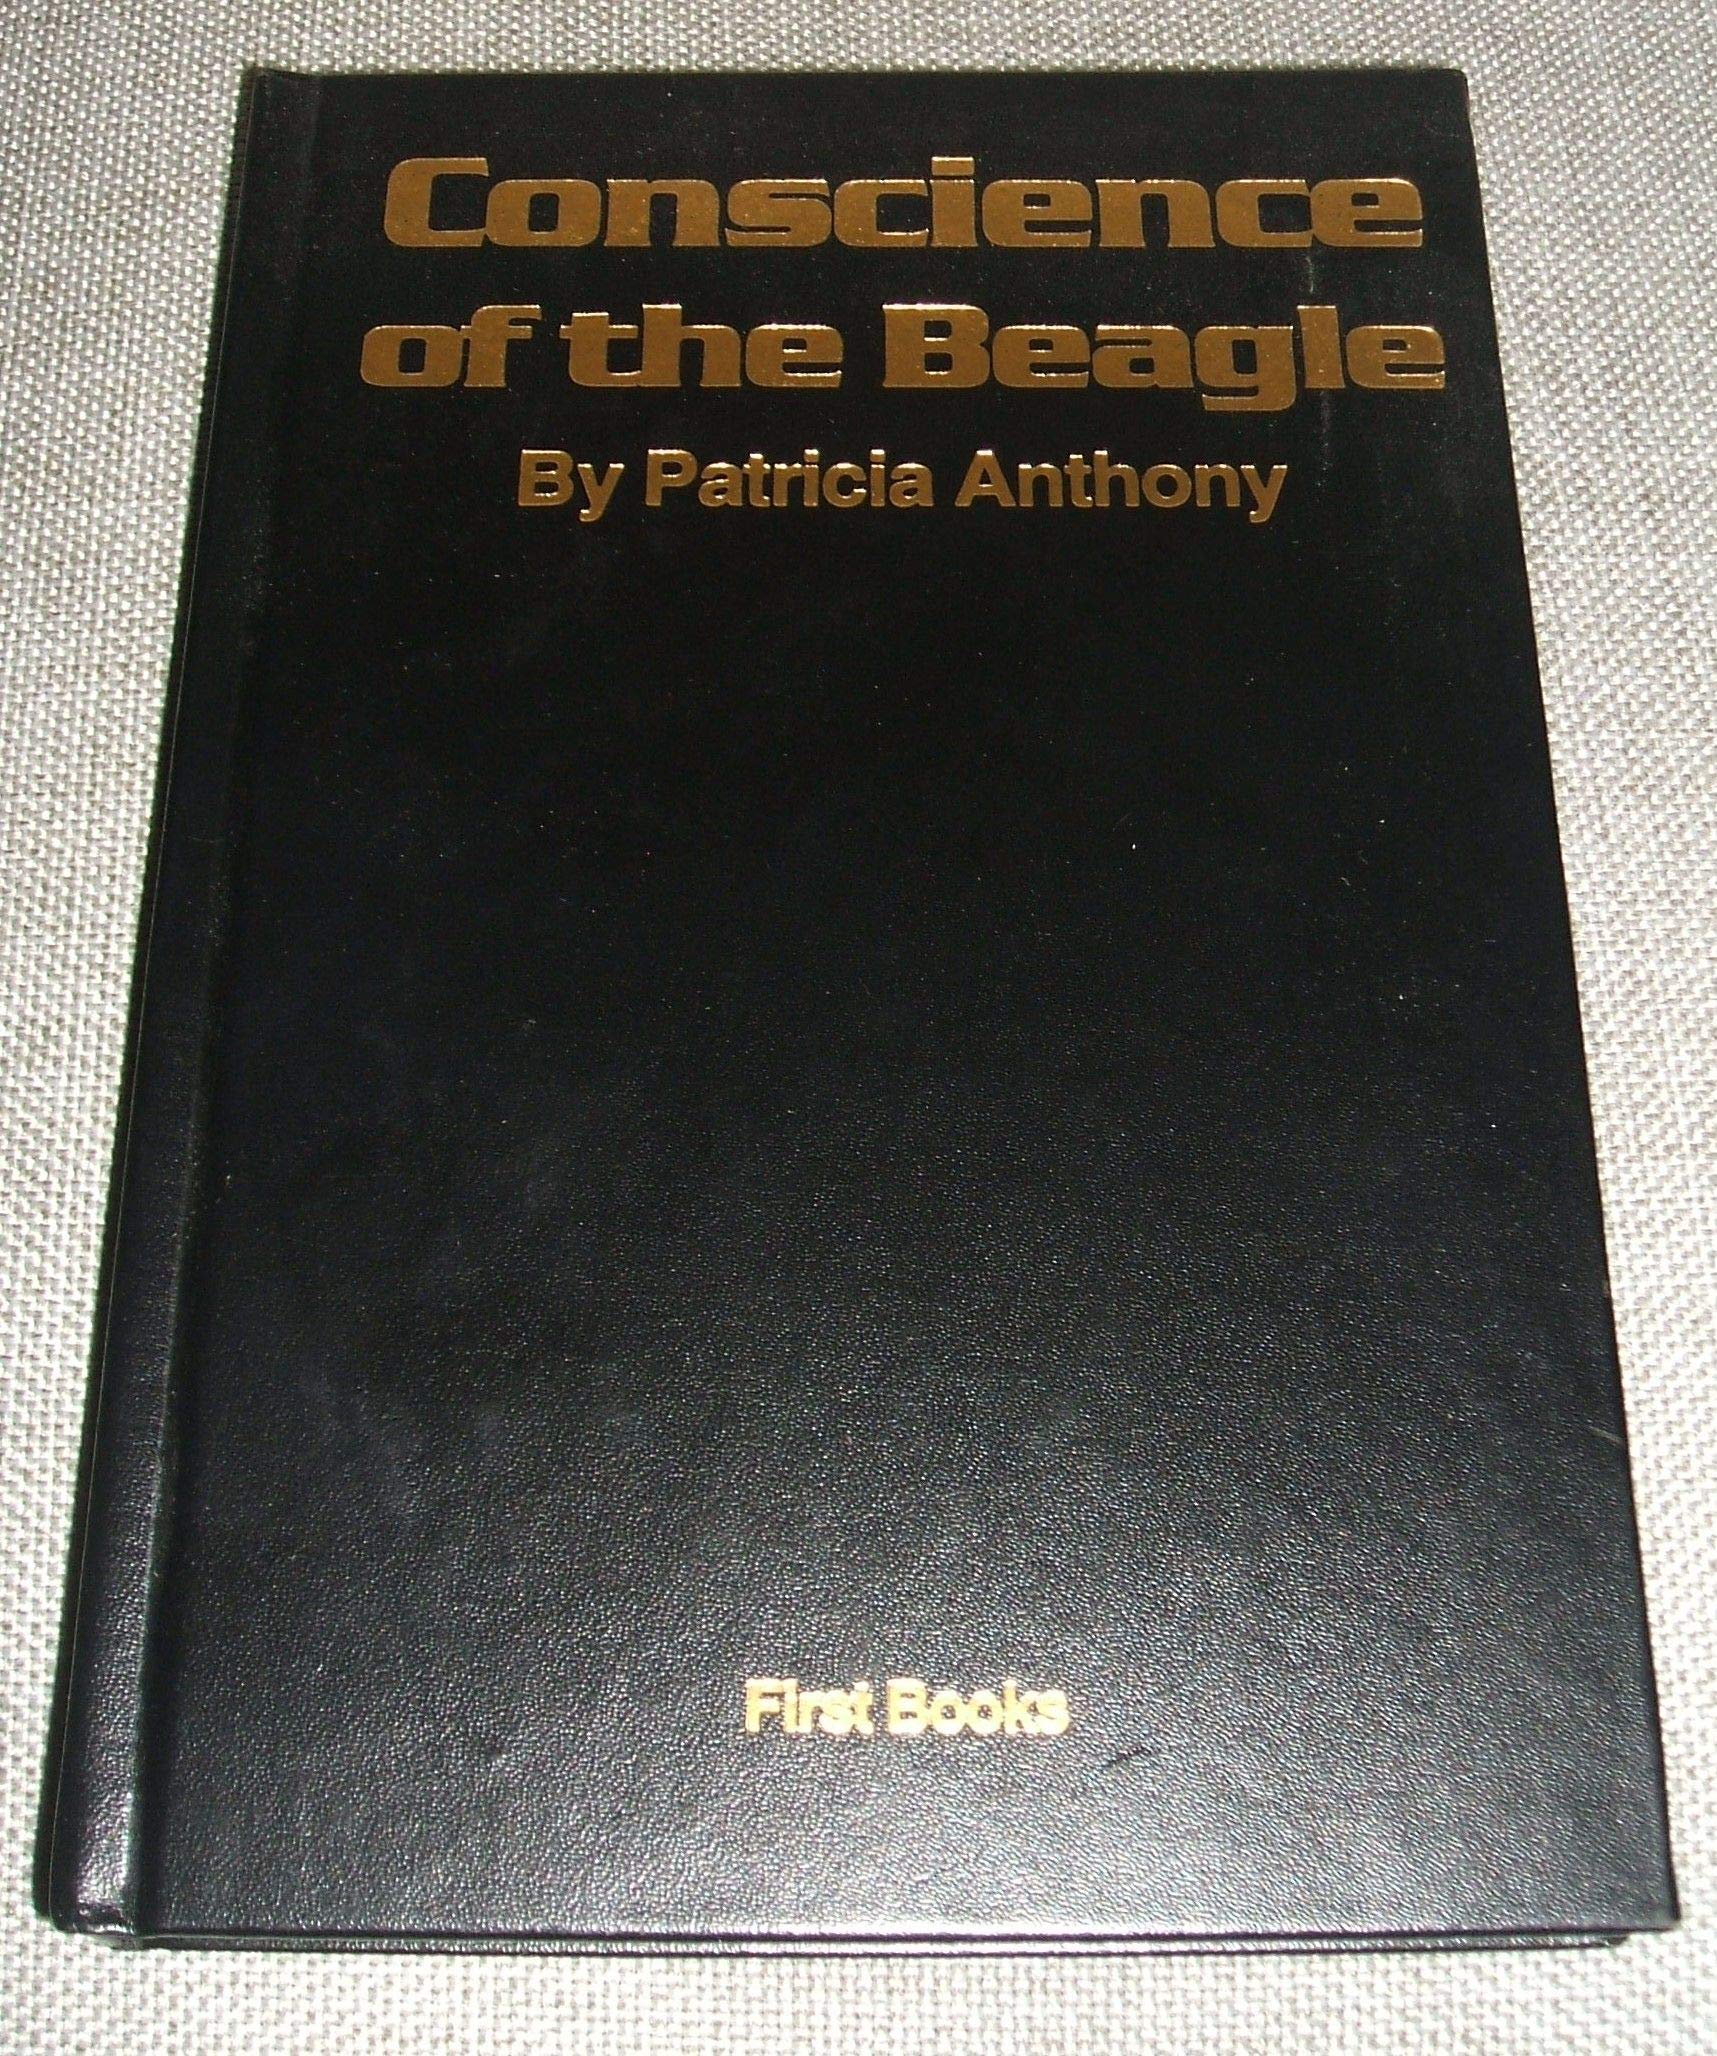 Conscience
of the Beagle
By Patricia Anthony
First Books